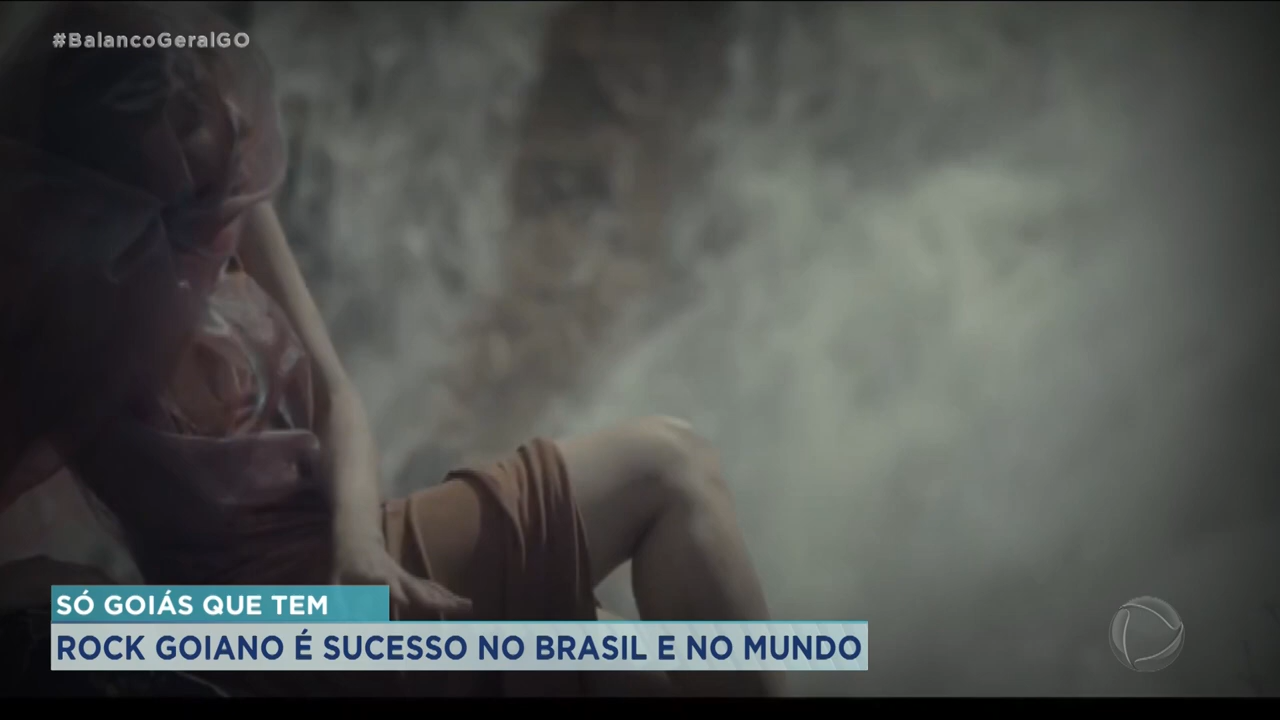 #BalancoGeralGO
SÓ GOIÁS QUE TEM
ROCK GOIANO É SUCESSO NO BRASIL E NO MUNDO